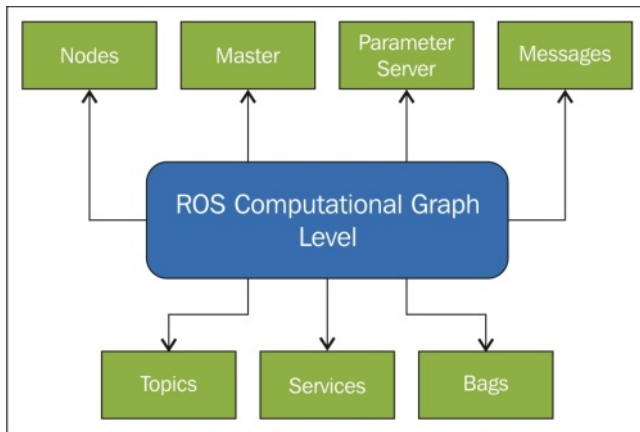 Nodes
Master
Parameter
Server
Messages
ROS Computational Graph
Level
Topics
Services
Bags